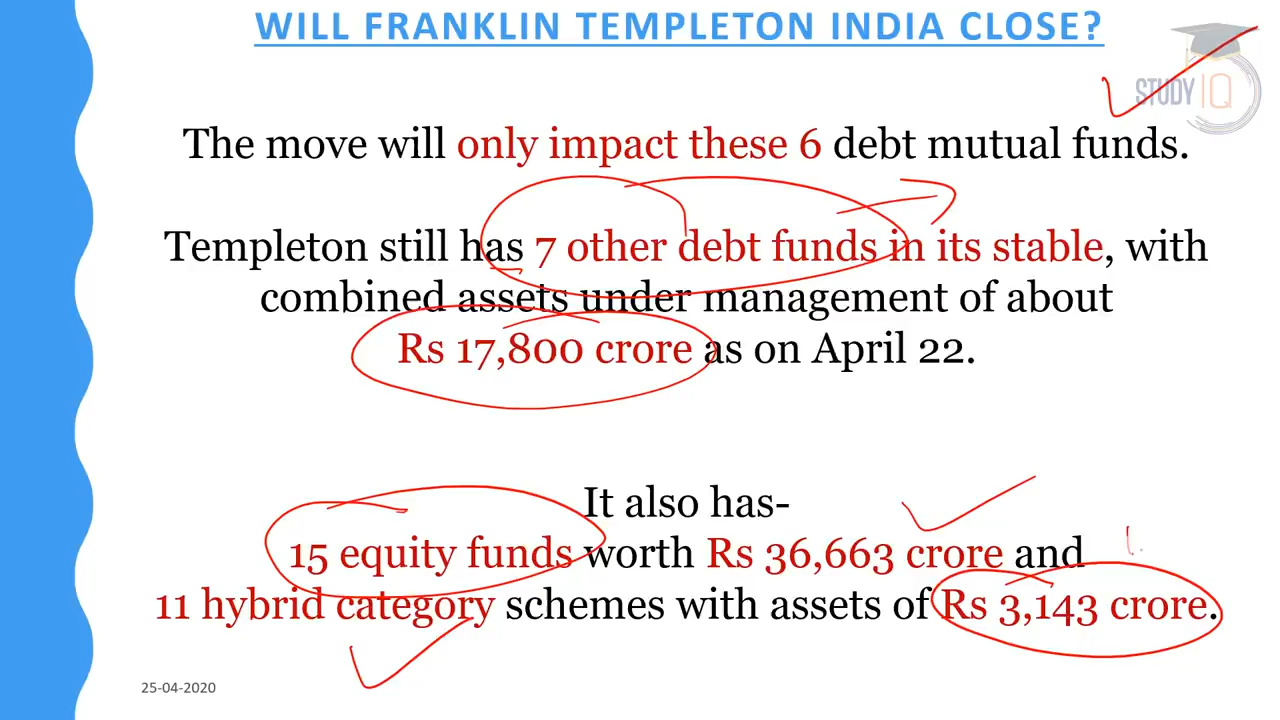 WILL FRANKLIN TEMPLETON INDIA CLOSE?
STUDY IQ
The move will only impact these 6 debt mutual funds.
Templeton still has 7 other debt funds in its stable, with
combined assets under management of about
Rs 17,800 crore as on April 22.
It also has-
15 equity funds worth Rs 36,663 crore and
11 hybrid category schemes with assets of Rs 3,143 crore.
25-04-2020